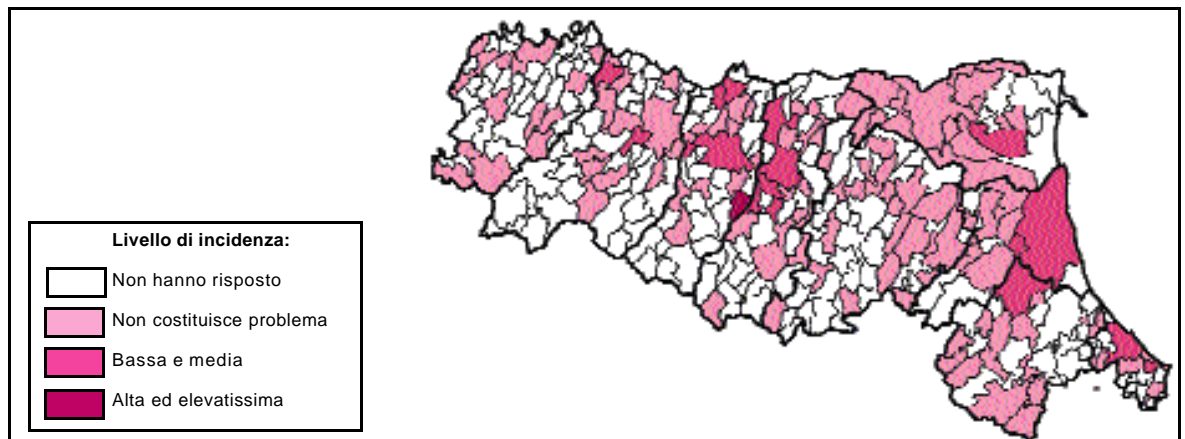 Livello di incidenza:
Non hanno risposto
Non costituisce problema
Bassa e media
Alta ed elevatissima